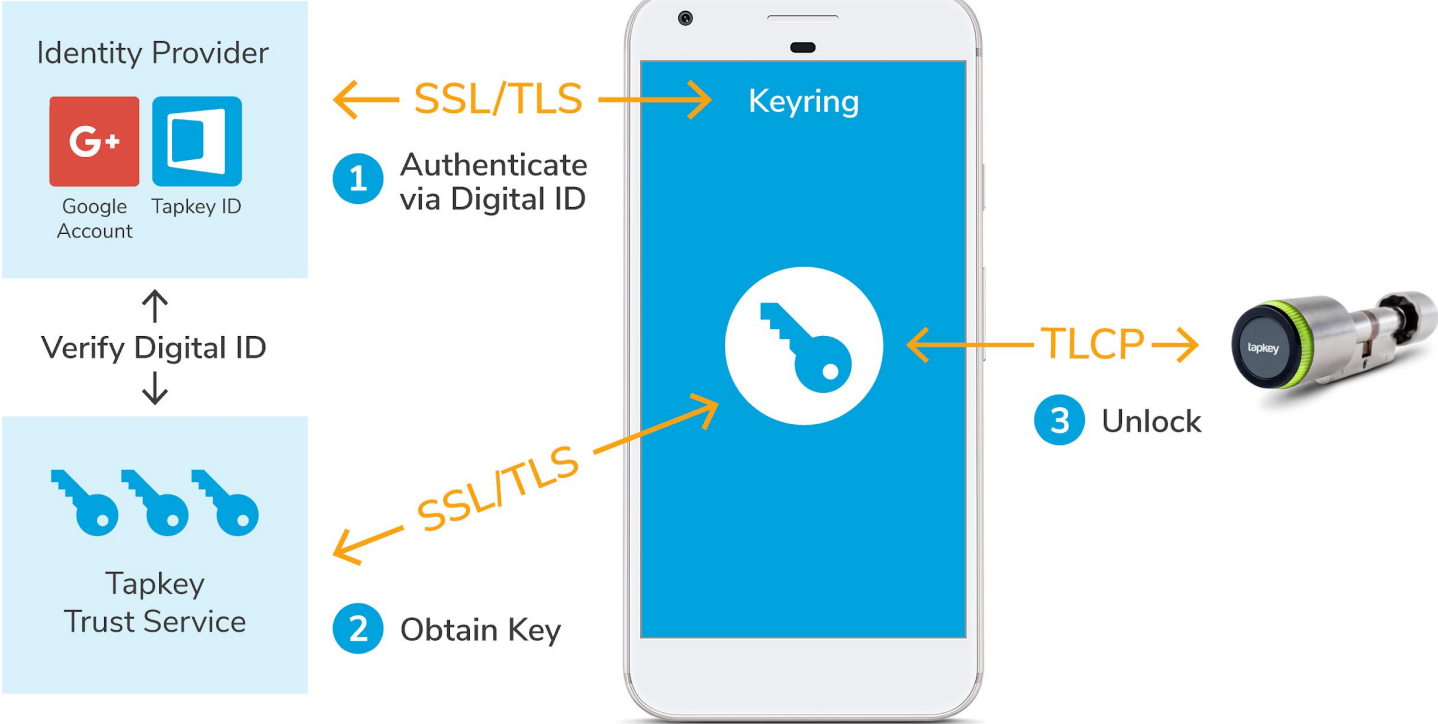 Identity Provider
G+
Google
Account
Tapkey ID
SSL/TLS
1
Authenticate
via Digital ID
Verify Digital ID
Tapkey
Trust Service
SSL/TLS
2
Obtain Key
Keyring
TLCP
3
Unlock
tapkey